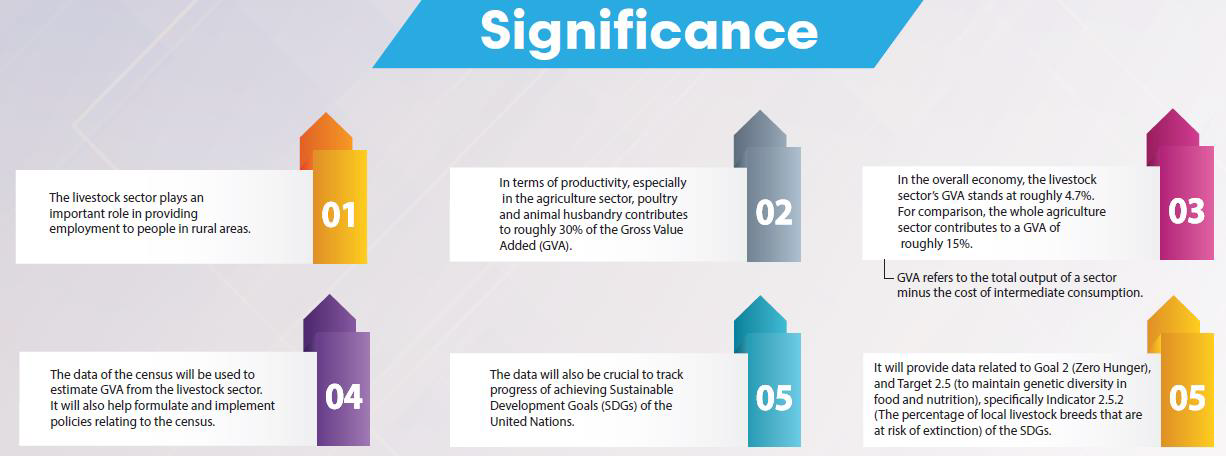 Significance
The livestock sector plays an
important role in providing
employment to people in rural areas.
01
In terms of productivity, especially
in the agriculture sector, poultry
and animal husbandry contributes
to roughly 30% of the Gross Value
Added (GVA).
02
In the overall economy, the livestock
sector's GVA stands at roughly 4.7%.
For comparison, the whole agriculture
sector contributes to a GVA of
roughly 15%.
03
GVA refers to the total output of a sector
minus the cost of intermediate consumption.
The data of the census will be used to
estimate GVA from the livestock sector.
It will also help formulate and implement
policies relating to the census.
04
The data will also be crucial to track
progress of achieving Sustainable
Development Goals (SDGs) of the
United Nations.
05
It will provide data related to Goal 2 (Zero Hunger),
and Target 2.5 (to maintain genetic diversity in
food and nutrition), specifically Indicator 2.5.2
(The percentage of local livestock breeds that are
at risk of extinction) of the SDGs.
05